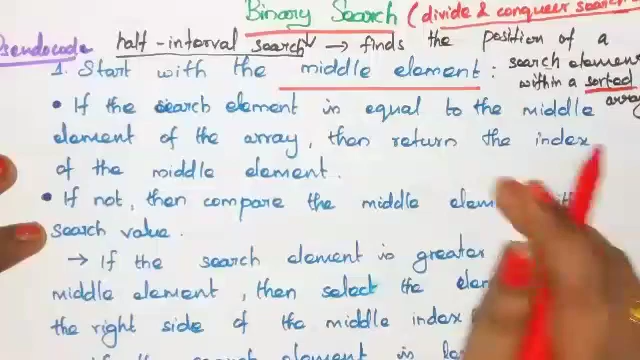 Binary Search (divide & conquer search
Pseudocode half-interval search → finds the position of a
search element
within a sorted
array
1. Start with the middle element :
• If the search element is equal to the middle
element of the array, then return the index
of the middle element.
• If not, then compare the middle elem
search value.
→ If the search element is greater
middle element, then select the elem
the right side of the middle index